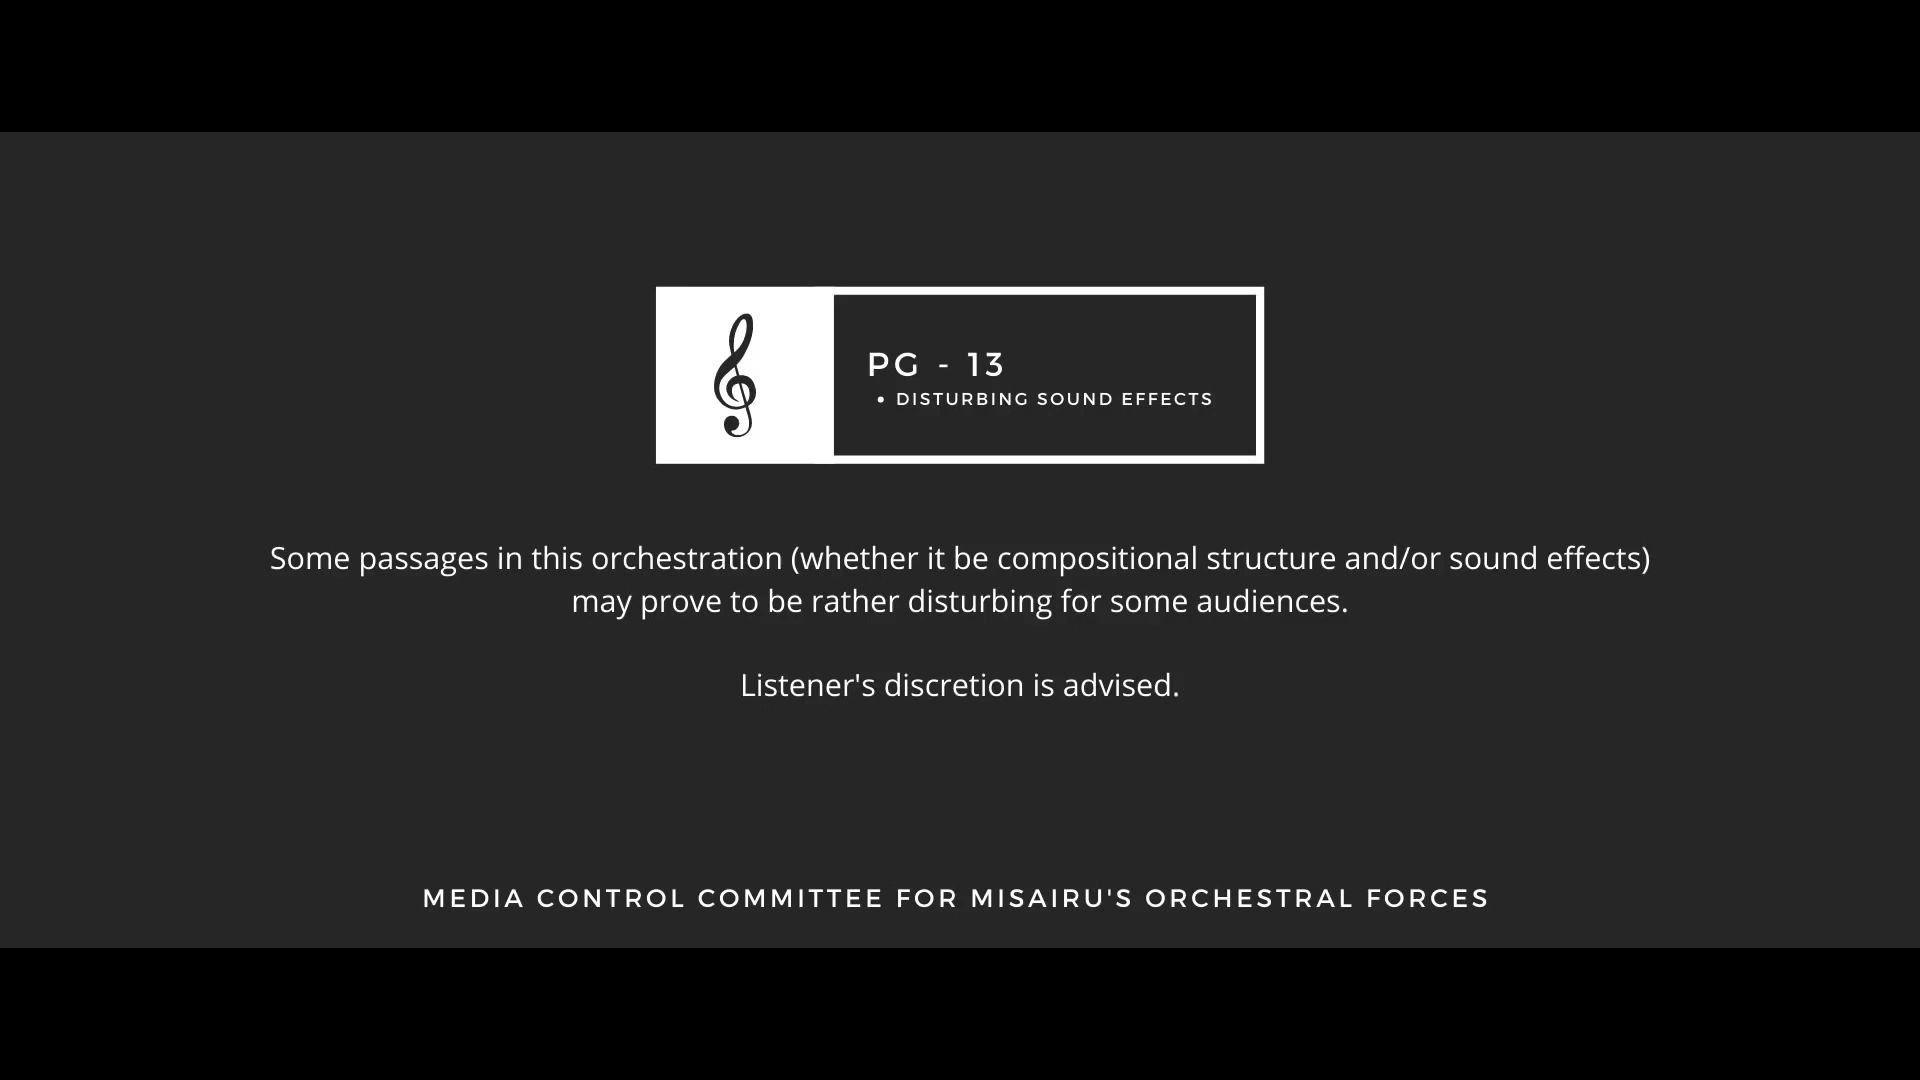 PG - 13
• DISTURBING SOUND EFFECTS
Some passages in this orchestration (whether it be compositional structure and/or sound effects)
may prove to be rather disturbing for some audiences.
Listener's discretion is advised.
MEDIA CONTROL COMMITTEE FOR MISAIRU'S ORCHESTRAL FORCES